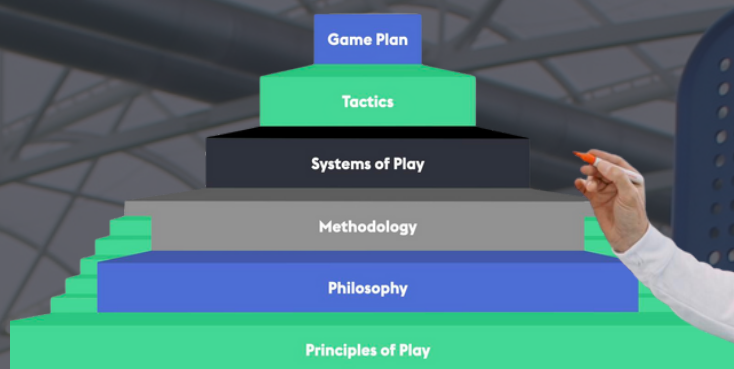 Game Plan
Tactics
Systems of Play
Methodology
Philosophy
Principles of Play